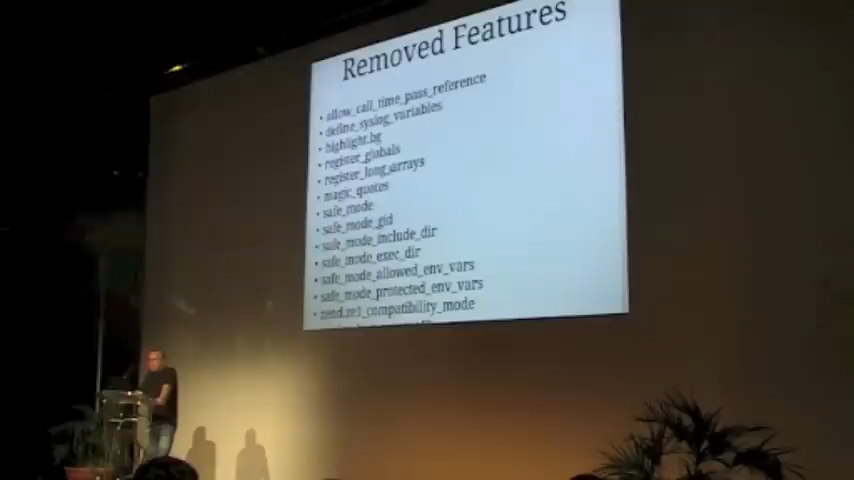 Removed Features
• allow_call_time_pass_reference
• define_syslog_variables
• highlight.bg
• register_globals
• register_long_arrays
• magic_quotes
• safe_mode
• safe_mode_gid
• safe_mode_include_dir
• safe_mode_exec_dir
• safe_mode_allowed_env_vars
• safe_mode_protected_env_vars
• zend.ze1_compatibility_mode